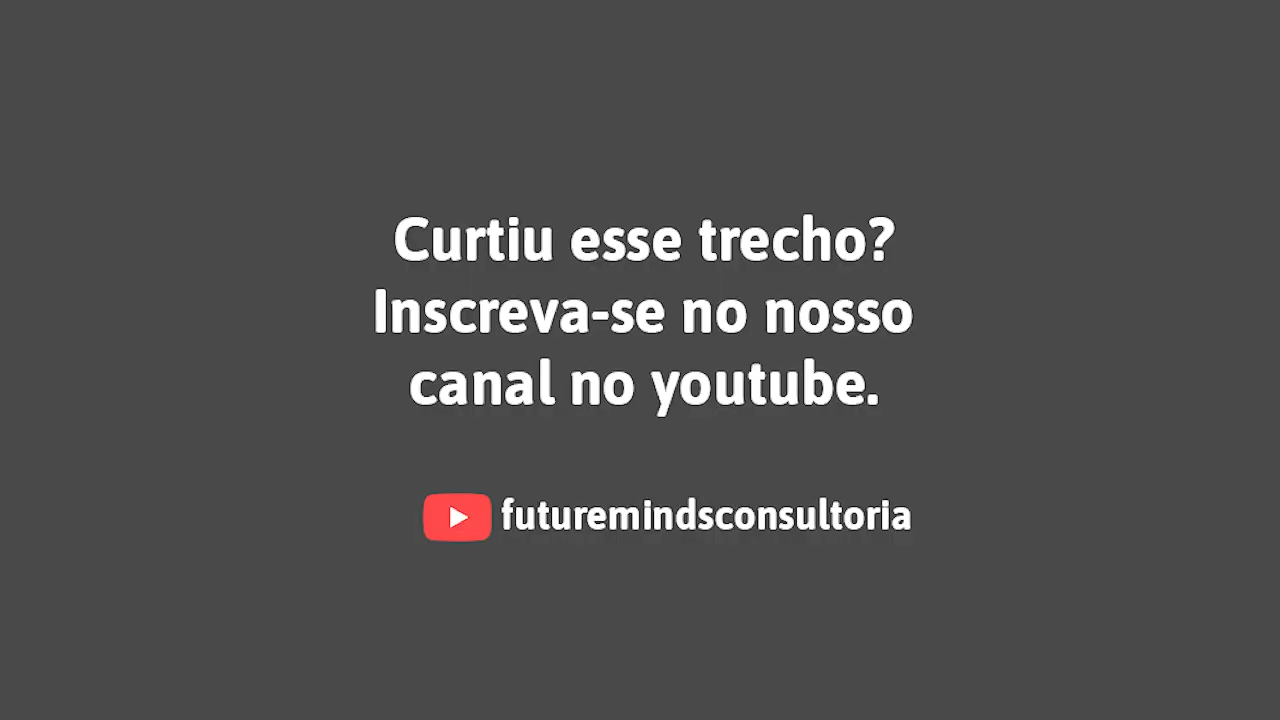 Curtiu esse trecho?
Inscreva-se no nosso
canal no youtube.
futuremindsconsultoria